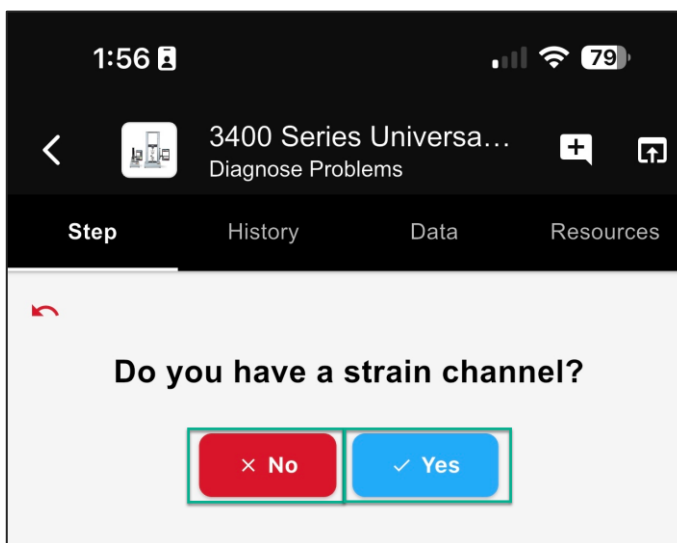 1:56
79
3400 Series Universa...
Diagnose Problems
Step History Data Resources
Do you have a strain channel?
No Yes